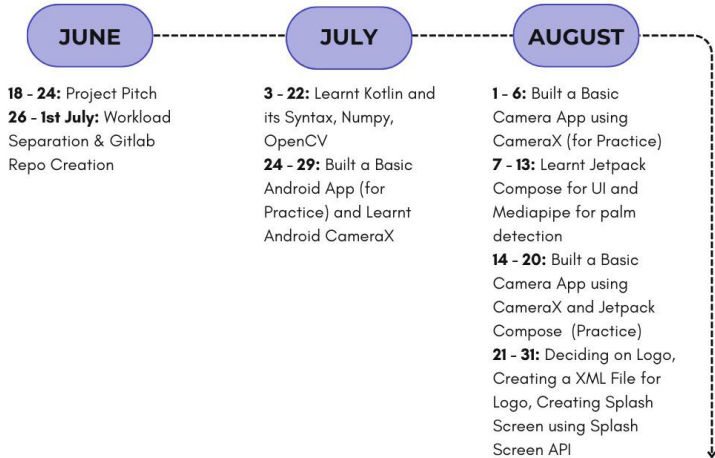 JUNE
18 - 24: Project Pitch
26 - 1st July: Workload
Separation & Gitlab
Repo Creation
JULY
3 - 22: Learnt Kotlin and
its Syntax, Numpy,
OpenCV
24 - 29: Built a Basic
Android App (for
Practice) and Learnt
Android CameraX
AUGUST
1 - 6: Built a Basic
Camera App using
CameraX (for Practice)
7 - 13: Learnt Jetpack
Compose for UI and
Mediapipe for palm
detection
14 - 20: Built a Basic
Camera App using
CameraX and Jetpack
Compose  (Practice)
21 - 31: Deciding on Logo,
Creating a XML File for
Logo, Creating Splash
Screen using Splash
Screen API